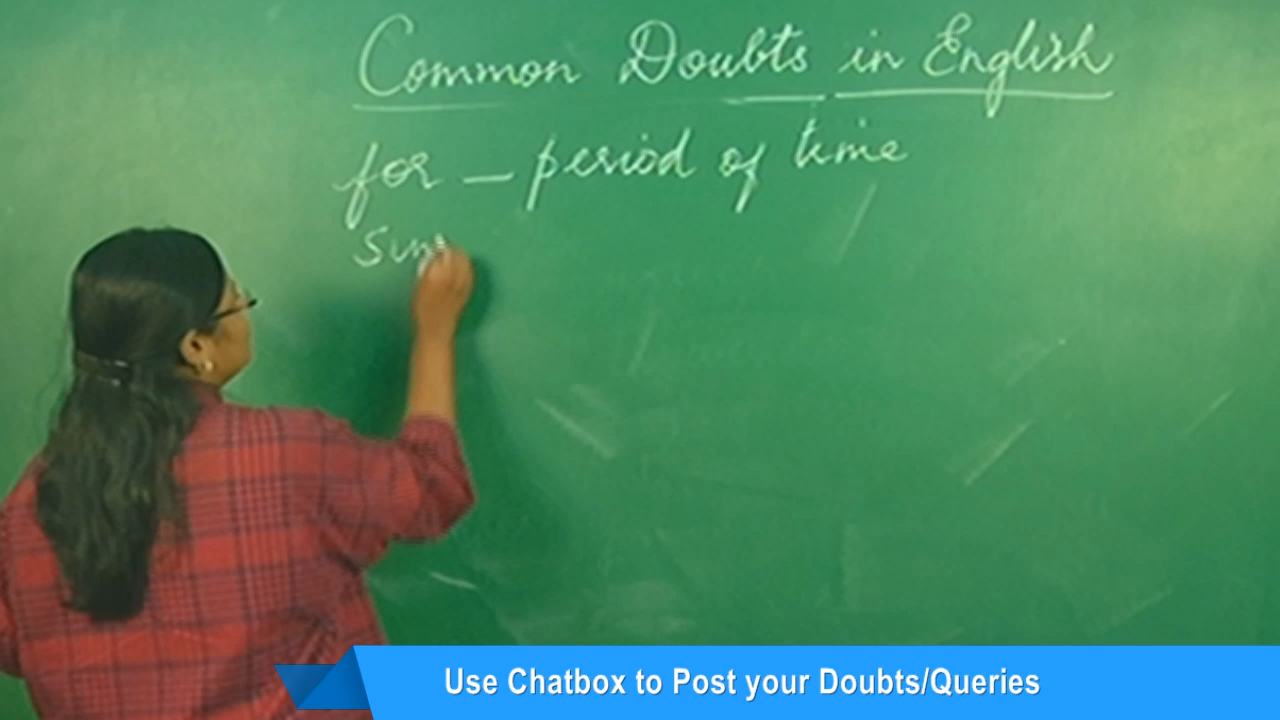 Common Doubts in English
for – period of time
Use Chatbox to Post your Doubts/Queries